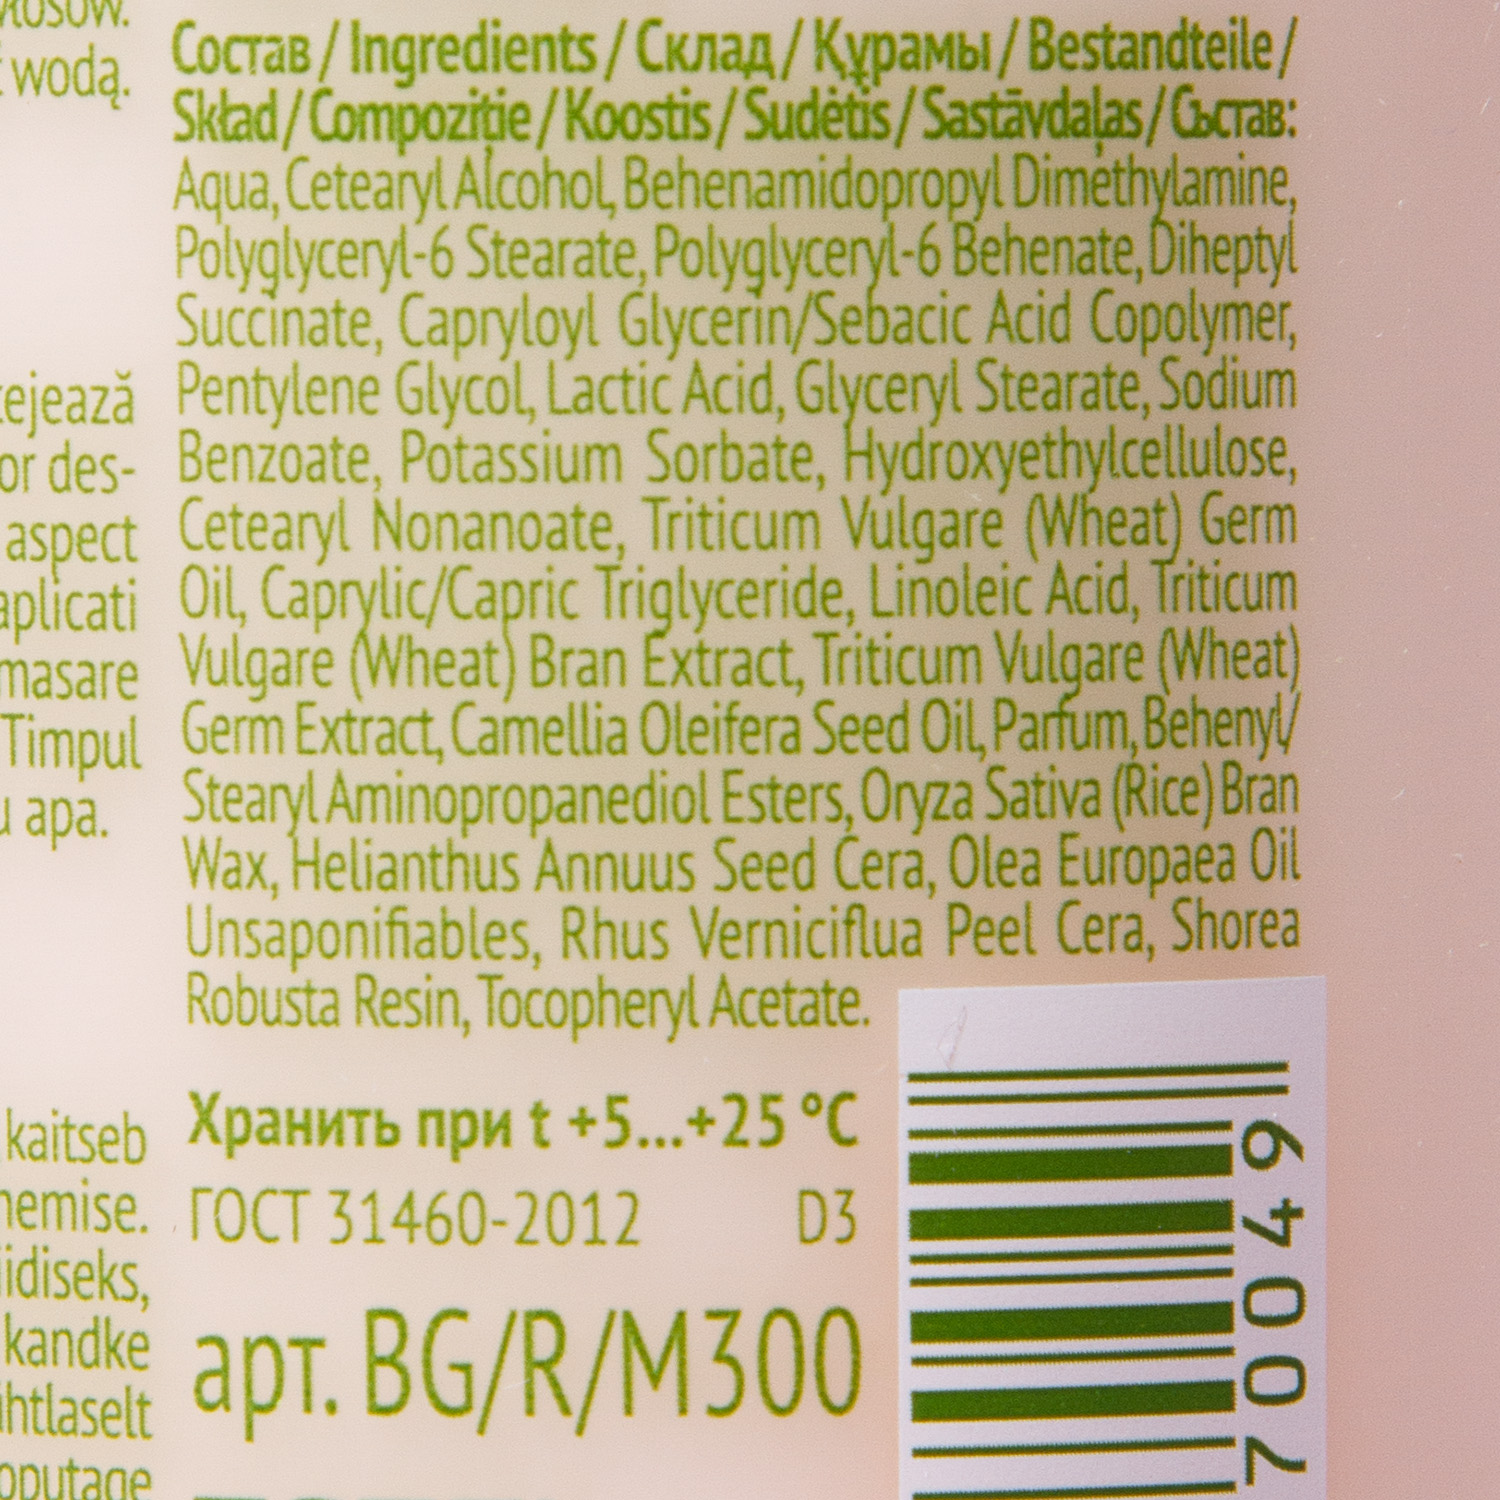 włosów.
wodą.
tejează
or des-
aspect
aplicati
masare
Timpul
u apa.
kaitseb
hemise.
iidiseks,
kandke
ihtlaselt
oputage
Состав / Ingredients / Склад / Құрамы / Bestandteile /
Skład / Compoziție / Koostis / Sudėtis / Sastāvdaļas / Състав:
Aqua, Cetearyl Alcohol, Behenamidopropyl Dimethylamine,
Polyglyceryl-6 Stearate, Polyglyceryl-6 Behenate, Diheptyl
Succinate, Capryloyl Glycerin/Sebacic Acid Copolymer,
Pentylene Glycol, Lactic Acid, Glyceryl Stearate, Sodium
Benzoate, Potassium Sorbate, Hydroxyethylcellulose,
Cetearyl Nonanoate, Triticum Vulgare (Wheat) Germ
Oil, Caprylic/Capric Triglyceride, Linoleic Acid, Triticum
Vulgare (Wheat) Bran Extract, Triticum Vulgare (Wheat)
Germ Extract, Camellia Oleifera Seed Oil, Parfum, Behenyl/
Stearyl Aminopropanediol Esters, Oryza Sativa (Rice) Bran
Wax, Helianthus Annuus Seed Cera, Olea Europaea Oil
Unsaponifiables, Rhus Verniciflua Peel Cera, Shorea
Robusta Resin, Tocopheryl Acetate.
Хранить при t +5...+25 °C
ГОСТ 31460-2012 D3
арт. BG/R/M300
70049